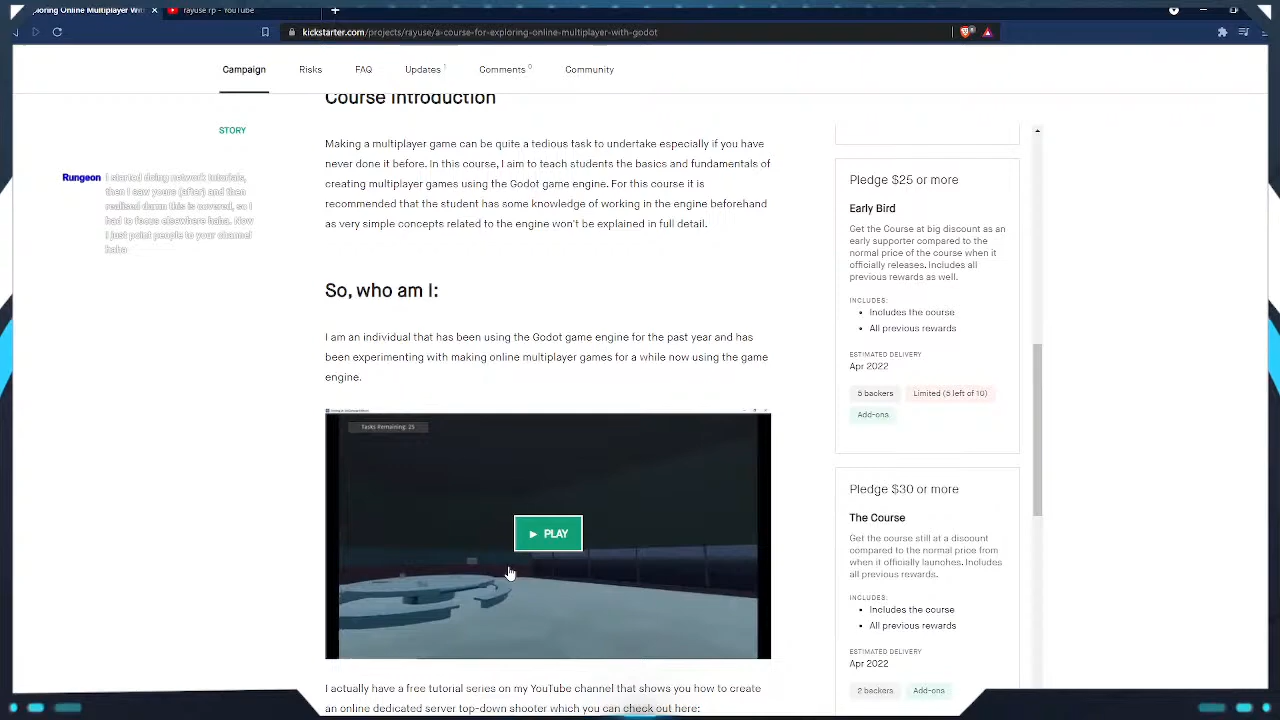 oring Online Multiplayer Wit
rayuse rp - YouTube
kickstarter.com/projects/rayuse/a-course-for-exploring-online-multiplayer-with-godot
Campaign
Risks
FAQ
Updates 1
Comments 0
Community
STORY
Rungeon I started doing network tutorials,
then I saw yours (after) and then
realised damn this is covered, so I
had to focus elsewhere haha. Now
I just point people to your channel
haha
Course Introduction
Making a multiplayer game can be quite a tedious task to undertake especially if you have
never done it before. In this course, I aim to teach students the basics and fundamentals of
creating multiplayer games using the Godot game engine. For this course it is
recommended that the student has some knowledge of working in the engine beforehand
as very simple concepts related to the engine won't be explained in full detail.
So, who am I:
I am an individual that has been using the Godot game engine for the past year and has
been experimenting with making online multiplayer games for a while now using the game
engine.
Tasks Remaining: 25
PLAY
I actually have a free tutorial series on my YouTube channel that shows you how to create
an online dedicated server top-down shooter which you can check out here:
Pledge $25 or more
Early Bird
Get the Course at big discount as an
early supporter compared to the
normal price of the course when it
officially releases. Includes all
previous rewards as well.
INCLUDES:
• Includes the course
• All previous rewards
ESTIMATED DELIVERY
Apr 2022
5 backers
Limited (5 left of 10)
Add-ons
Pledge $30 or more
The Course
Get the course still at a discount
compared to the normal price from
when it officially launches. Includes
all previous rewards.
INCLUDES:
• Includes the course
• All previous rewards
ESTIMATED DELIVERY
Apr 2022
2 backers
Add-ons